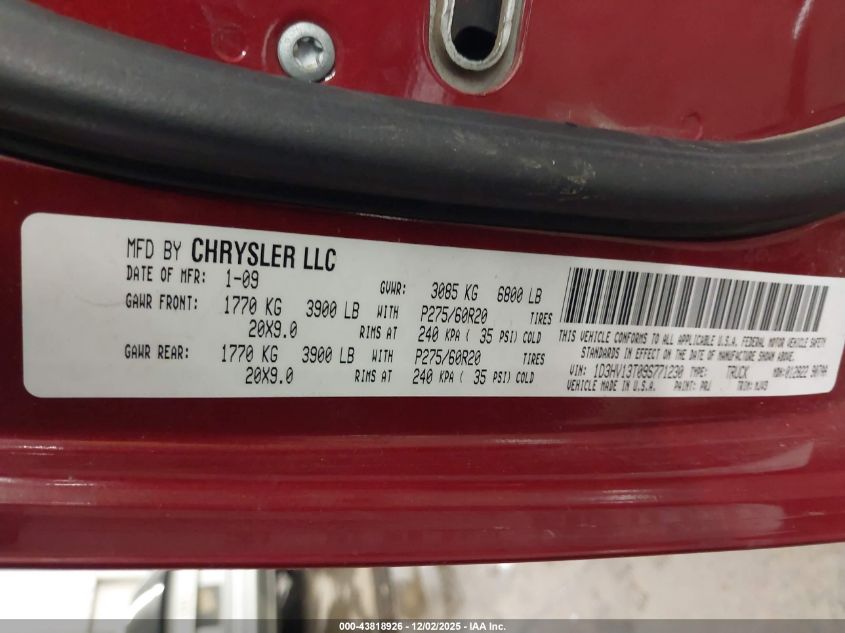 MFD BY CHRYSLER LLC
DATE OF MFR: 1-09 GVWR: 3085 KG 6800 LB
GAWR FRONT: 1770 KG 3900 LB WITH P275/60R20 TIRES
20X9.0 RIMS AT 240 KPA ( 35 PSI) COLD
GAWR REAR: 1770 KG 3900 LB WITH P275/60R20 TIRES
20X9.0 RIMS AT 240 KPA ( 35 PSI) COLD
THIS VEHICLE CONFORMS TO ALL APPLICABLE U.S.A. FEDERAL MOTOR VEHICLE SAFETY
STANDARDS IN EFFECT ON THE DATE OF MANUFACTURE SHOWN ABOVE.
VIN: 1D3HV13T09S771230 TYPE: TRUCK MDH:
VEHICLE MADE IN U.S.A. PAINT: PRJ TRIM:
000-43818926 - 12/02/2025 - IAA Inc.